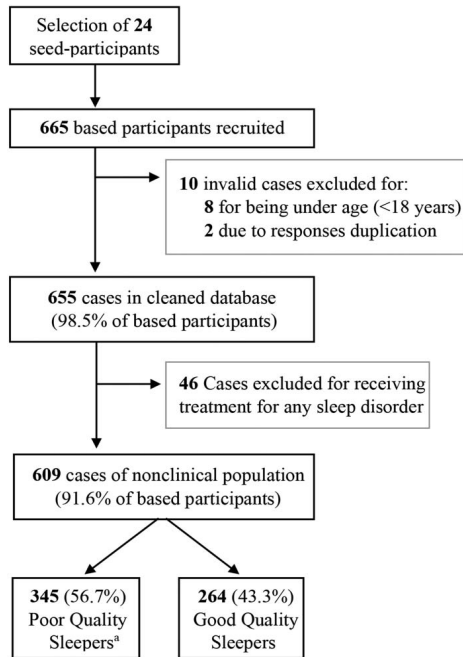 Selection of 24
seed-participants
665 based participants recruited
10 invalid cases excluded for:
8 for being under age (<18 years)
2 due to responses duplication
655 cases in cleaned database
(98.5% of based participants)
46 Cases excluded for receiving
treatment for any sleep disorder
609 cases of nonclinical population
(91.6% of based participants)
345 (56.7%)
Poor Quality
Sleepersᵃ
264 (43.3%)
Good Quality
Sleepers